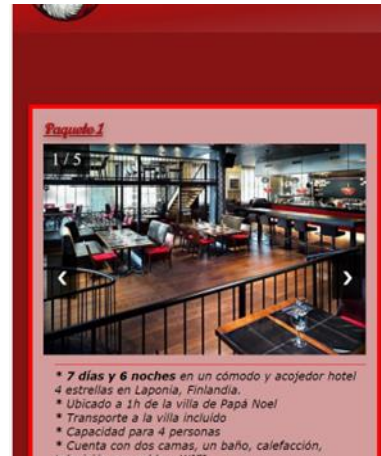 Paquete 1
1 / 5
❮ ❯
* 7 días y 6 noches en un cómodo y acojedor hotel
4 estrellas en Laponia, Finlandia.
* Ubicado a 1h de la villa de Papá Noel
* Transporte a la villa incluido
* Capacidad para 4 personas
* Cuenta con dos camas, un baño, calefacción,